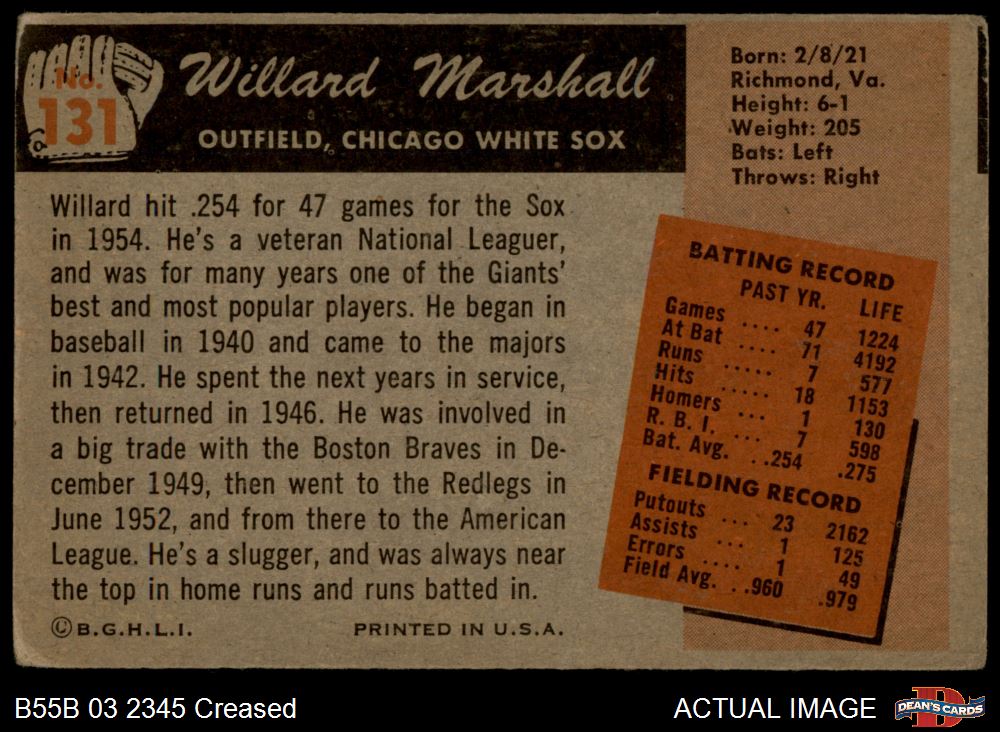 No.
131
Willard Marshall
OUTFIELD, CHICAGO WHITE SOX
Born: 2/8/21
Richmond, Va.
Height: 6-1
Weight: 205
Bats: Left
Throws: Right
Willard hit .254 for 47 games for the Sox
in 1954. He's a veteran National Leaguer,
and was for many years one of the Giants'
best and most popular players. He began in
baseball in 1940 and came to the majors
in 1942. He spent the next years in service,
then returned in 1946. He was involved in
a big trade with the Boston Braves in De-
cember 1949, then went to the Redlegs in
June 1952, and from there to the American
League. He's a slugger, and was always near
the top in home runs and runs batted in.
©B.G.H.L.I. PRINTED IN U.S.A.
BATTING RECORD
PAST YR. LIFE
Games .... 47 1224
At Bat .... 71 4192
Runs ..... 7 577
Hits ..... 18 1153
Homers ... 1 130
R. B. I. ... 7 598
Bat. Avg. ..254 .275
FIELDING RECORD
Putouts ... 23 2162
Assists ... 1 125
Errors .... 1 49
Field Avg. ..960 .979
B55B 03 2345 Creased
ACTUAL IMAGE
D
DEAN'S CARDS